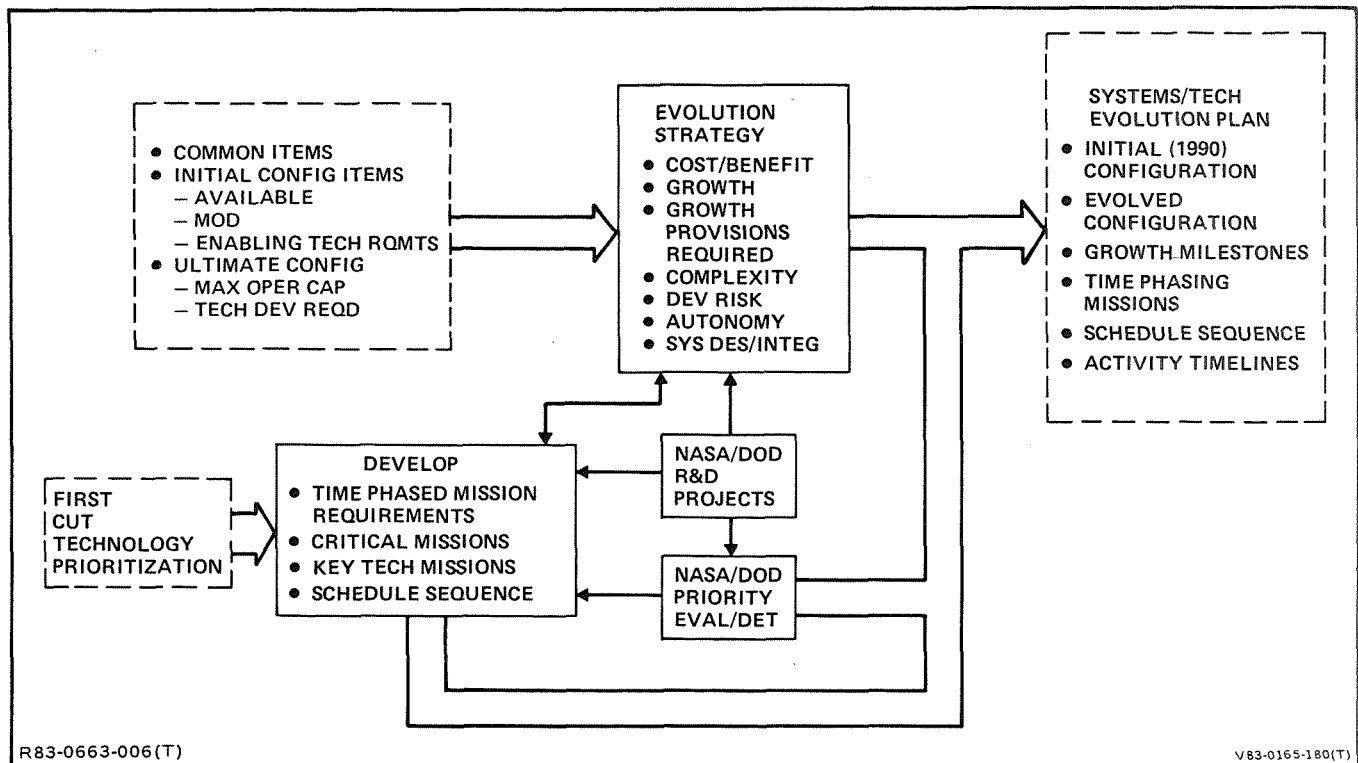 ● COMMON ITEMS
● INITIAL CONFIG ITEMS
– AVAILABLE
– MOD
– ENABLING TECH RQMTS
● ULTIMATE CONFIG
– MAX OPER CAP
– TECH DEV REQD
EVOLUTION
STRATEGY
● COST/BENEFIT
● GROWTH
● GROWTH
PROVISIONS
REQUIRED
● COMPLEXITY
● DEV RISK
● AUTONOMY
● SYS DES/INTEG
SYSTEMS/TECH
EVOLUTION PLAN
● INITIAL (1990)
CONFIGURATION
● EVOLVED
CONFIGURATION
● GROWTH MILESTONES
● TIME PHASING
MISSIONS
● SCHEDULE SEQUENCE
● ACTIVITY TIMELINES
FIRST
CUT
TECHNOLOGY
PRIORITIZATION
DEVELOP
● TIME PHASED MISSION
REQUIREMENTS
● CRITICAL MISSIONS
● KEY TECH MISSIONS
● SCHEDULE SEQUENCE
NASA/DOD
R&D
PROJECTS
NASA/DOD
PRIORITY
EVAL/DET
R83-0663-006(T)
V83-0165-180(T)